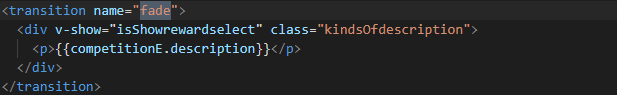 <transition name="fade">
<div v-show="isShowrewardselect" class="kindsOfdescription">
<p>{{competitionE.description}}</p>
</div>
</transition>